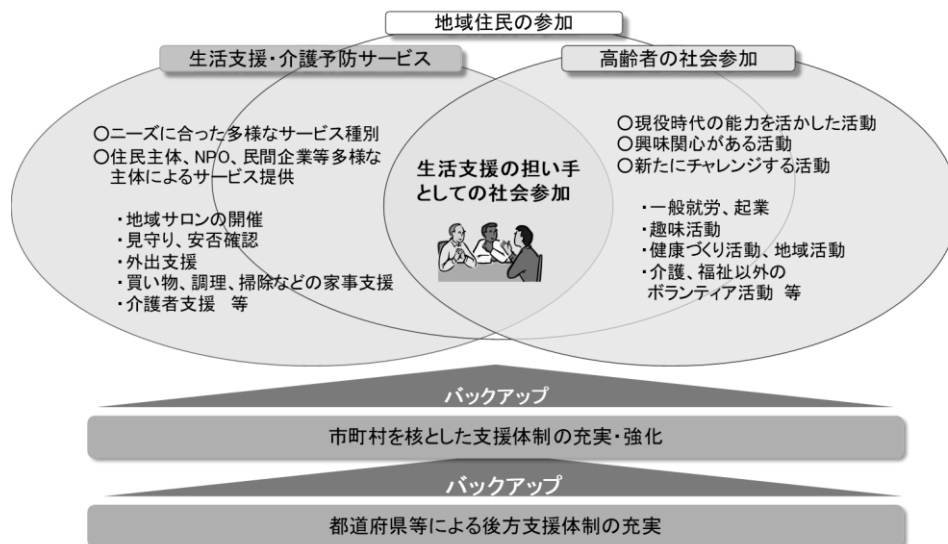 地域住民の参加
生活支援・介護予防サービス
高齢者の社会参加
○ニーズに合った多様なサービス種別
○住民主体、NPO、民間企業等多様な
主体によるサービス提供
・地域サロンの開催
・見守り、安否確認
・外出支援
・買い物、調理、掃除などの家事支援
・介護者支援 等
生活支援の担い手
としての社会参加
○現役時代の能力を活かした活動
○興味関心がある活動
○新たにチャレンジする活動
・一般就労、起業
・趣味活動
・健康づくり活動、地域活動
・介護、福祉以外の
ボランティア活動 等
バックアップ
市町村を核とした支援体制の充実・強化
バックアップ
都道府県等による後方支援体制の充実